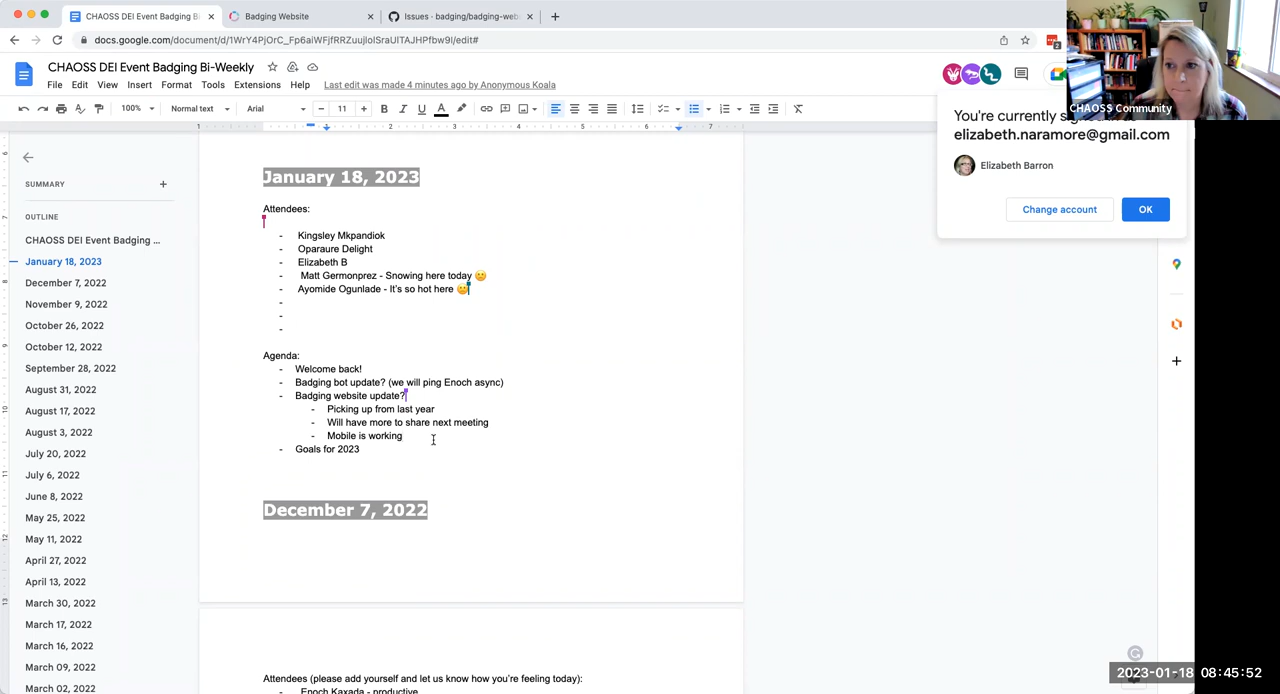 CHAOSS DEI Event Badging Bi
Badging Website
Issues · badging/badging-web
docs.google.com/document/d/1WrY4PjOrC_Fp6aiWFjfRRZuujlolSraUITAJHPfbw9I/edit#
2
CHAOSS DEI Event Badging Bi-Weekly
File Edit View Insert Format Tools Extensions Help Last edit was made 4 minutes ago by Anonymous Koala
100% Normal text Arial 11 B I U A
CHAOSS Community
You're currently
elizabeth.naramore@gmail.com
Elizabeth Barron
Change account OK
SUMMARY
OUTLINE
CHAOSS DEI Event Badging ...
January 18, 2023
December 7, 2022
November 9, 2022
October 26, 2022
October 12, 2022
September 28, 2022
August 31, 2022
August 17, 2022
August 3, 2022
July 20, 2022
July 6, 2022
June 8, 2022
May 25, 2022
May 11, 2022
April 27, 2022
April 13, 2022
March 30, 2022
March 17, 2022
March 16, 2022
March 09, 2022
March 02, 2022
January 18, 2023
Attendees:
- Kingsley Mkpandiok
- Oparaure Delight
- Elizabeth B
- Matt Germonprez - Snowing here today 😐
- Ayomide Ogunlade - It's so hot here 😬
-
-
-
Agenda:
- Welcome back!
- Badging bot update? (we will ping Enoch async)
- Badging website update?
- Picking up from last year
- Will have more to share next meeting
- Mobile is working
- Goals for 2023
December 7, 2022
Attendees (please add yourself and let us know how you're feeling today):
- Enoch Kaxada - productive
2023-01-18 08:45:52